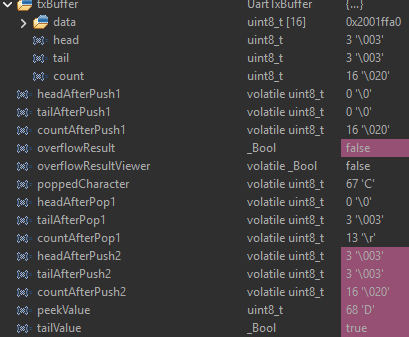 txBuffer UartTxBuffer {...}
data uint8_t [16] 0x2001ffa0
head uint8_t 3 '\003'
tail uint8_t 3 '\003'
count uint8_t 16 '\020'
headAfterPush1 volatile uint8_t 0 '\0'
tailAfterPush1 volatile uint8_t 0 '\0'
countAfterPush1 volatile uint8_t 16 '\020'
overflowResult _Bool false
overflowResultViewer volatile _Bool false
poppedCharacter volatile uint8_t 67 'C'
headAfterPop1 volatile uint8_t 0 '\0'
tailAfterPop1 volatile uint8_t 3 '\003'
countAfterPop1 volatile uint8_t 13 '\r'
headAfterPush2 volatile uint8_t 3 '\003'
tailAfterPush2 volatile uint8_t 3 '\003'
countAfterPush2 volatile uint8_t 16 '\020'
peekValue uint8_t 68 'D'
tailValue _Bool true